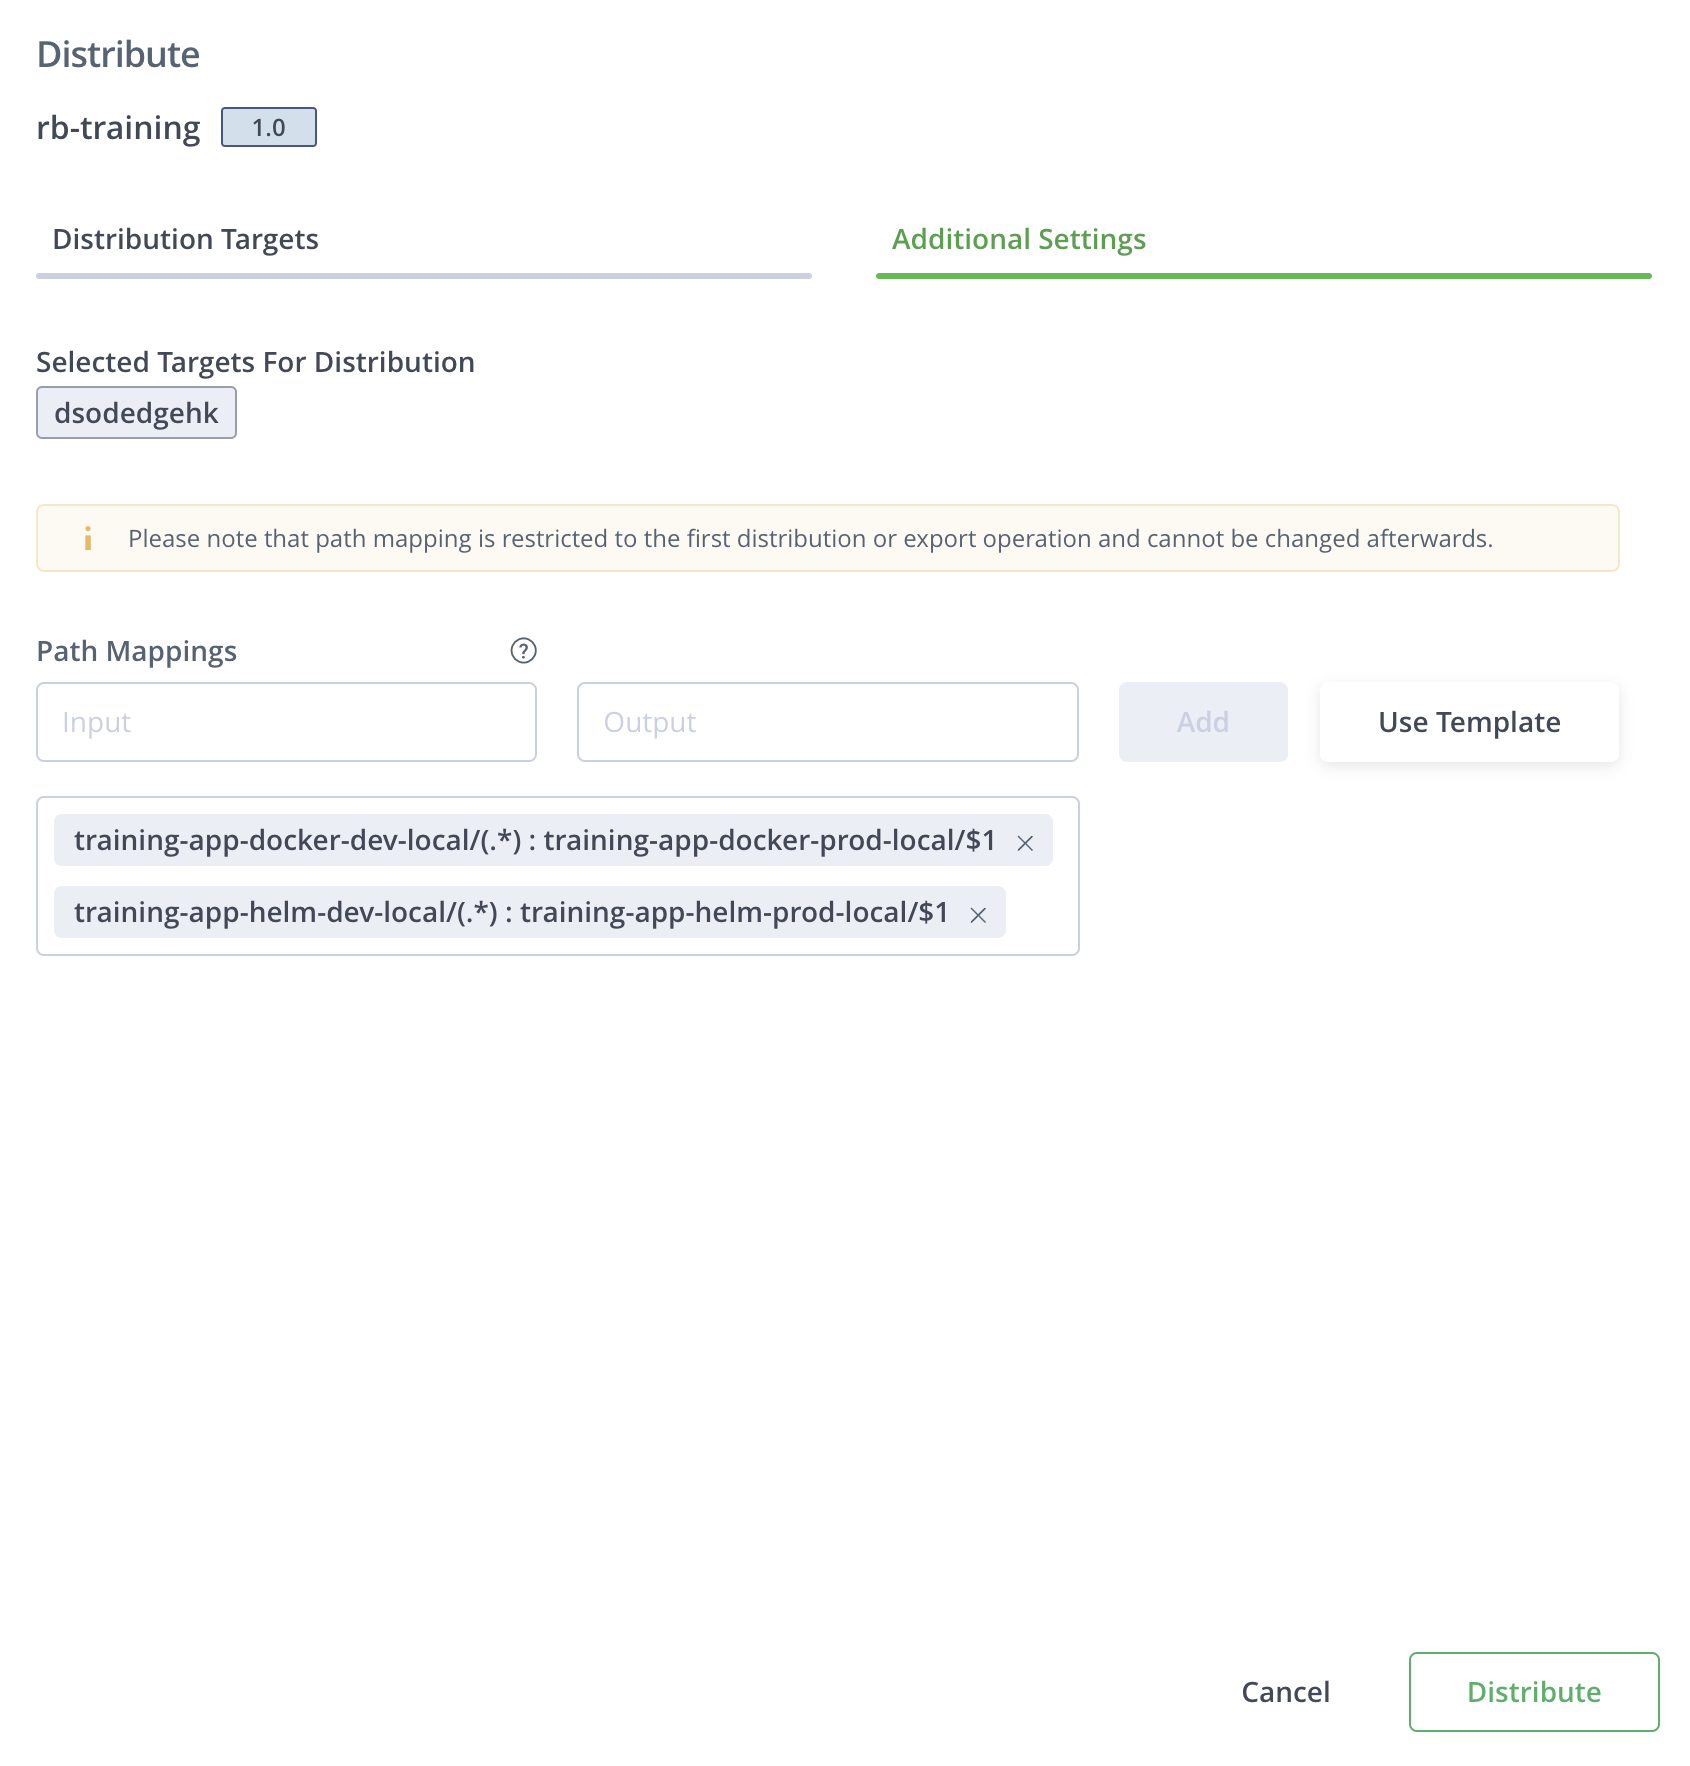 Distribute
rb-training 1.0
Distribution Targets Additional Settings
Selected Targets For Distribution
dsodedgehk
Please note that path mapping is restricted to the first distribution or export operation and cannot be changed afterwards.
Path Mappings ?
Input Output Add Use Template
training-app-docker-dev-local/(.*) : training-app-docker-prod-local/$1
training-app-helm-dev-local/(.*) : training-app-helm-prod-local/$1
Cancel Distribute